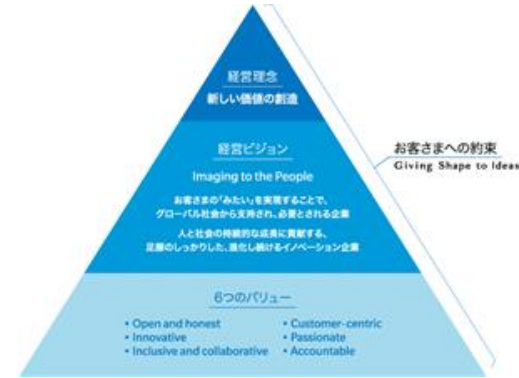 経営理念
新しい価値の創造
経営ビジョン
Imaging to the People
お客さまの「みたい」を実現することで、
グローバル社会から支持され、必要とされる企業
人と社会の持続的な成長に貢献する、
足腰のしっかりした、進化し続けるイノベーション企業
お客さまへの約束
Giving Shape to Ideas
6つのバリュー
• Open and honest
• Innovative
• Inclusive and collaborative
• Customer-centric
• Passionate
• Accountable